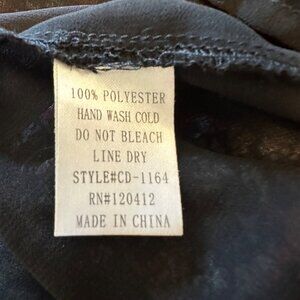 100% POLYESTER
HAND WASH COLD
DO NOT BLEACH
LINE DRY
STYLE#CD-1164
RN#120412
MADE IN CHINA